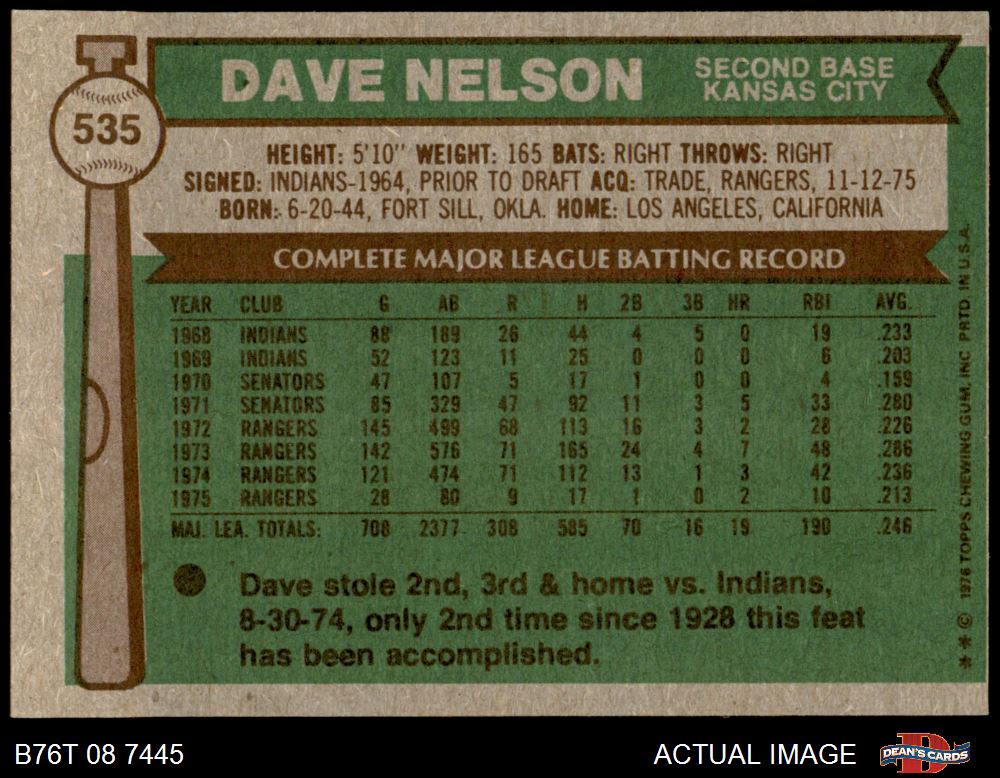 535
DAVE NELSON
SECOND BASE
KANSAS CITY
HEIGHT: 5'10" WEIGHT: 165 BATS: RIGHT THROWS: RIGHT
SIGNED: INDIANS-1964, PRIOR TO DRAFT ACQ: TRADE, RANGERS, 11-12-75
BORN: 6-20-44, FORT SILL, OKLA. HOME: LOS ANGELES, CALIFORNIA
COMPLETE MAJOR LEAGUE BATTING RECORD
YEAR CLUB G AB R H 2B 3B HR RBI AVG.
1968 INDIANS 88 189 26 44 4 5 0 19 .233
1969 INDIANS 52 123 11 25 0 0 0 6 .203
1970 SENATORS 47 107 5 17 1 0 0 4 .159
1971 SENATORS 85 329 47 92 11 3 5 33 .280
1972 RANGERS 145 499 68 113 16 3 2 28 .226
1973 RANGERS 142 576 71 165 24 4 7 48 .286
1974 RANGERS 121 474 71 112 13 1 3 42 .236
1975 RANGERS 28 80 9 17 1 0 2 10 .213
MAJ. LEA. TOTALS: 708 2377 308 585 70 16 19 190 .246
Dave stole 2nd, 3rd & home vs. Indians,
8-30-74, only 2nd time since 1928 this feat
has been accomplished.
** © 1976 TOPPS CHEWING GUM, INC PRTD. IN U.S.A.
B76T 08 7445
ACTUAL IMAGE
D
DEAN'S CARDS